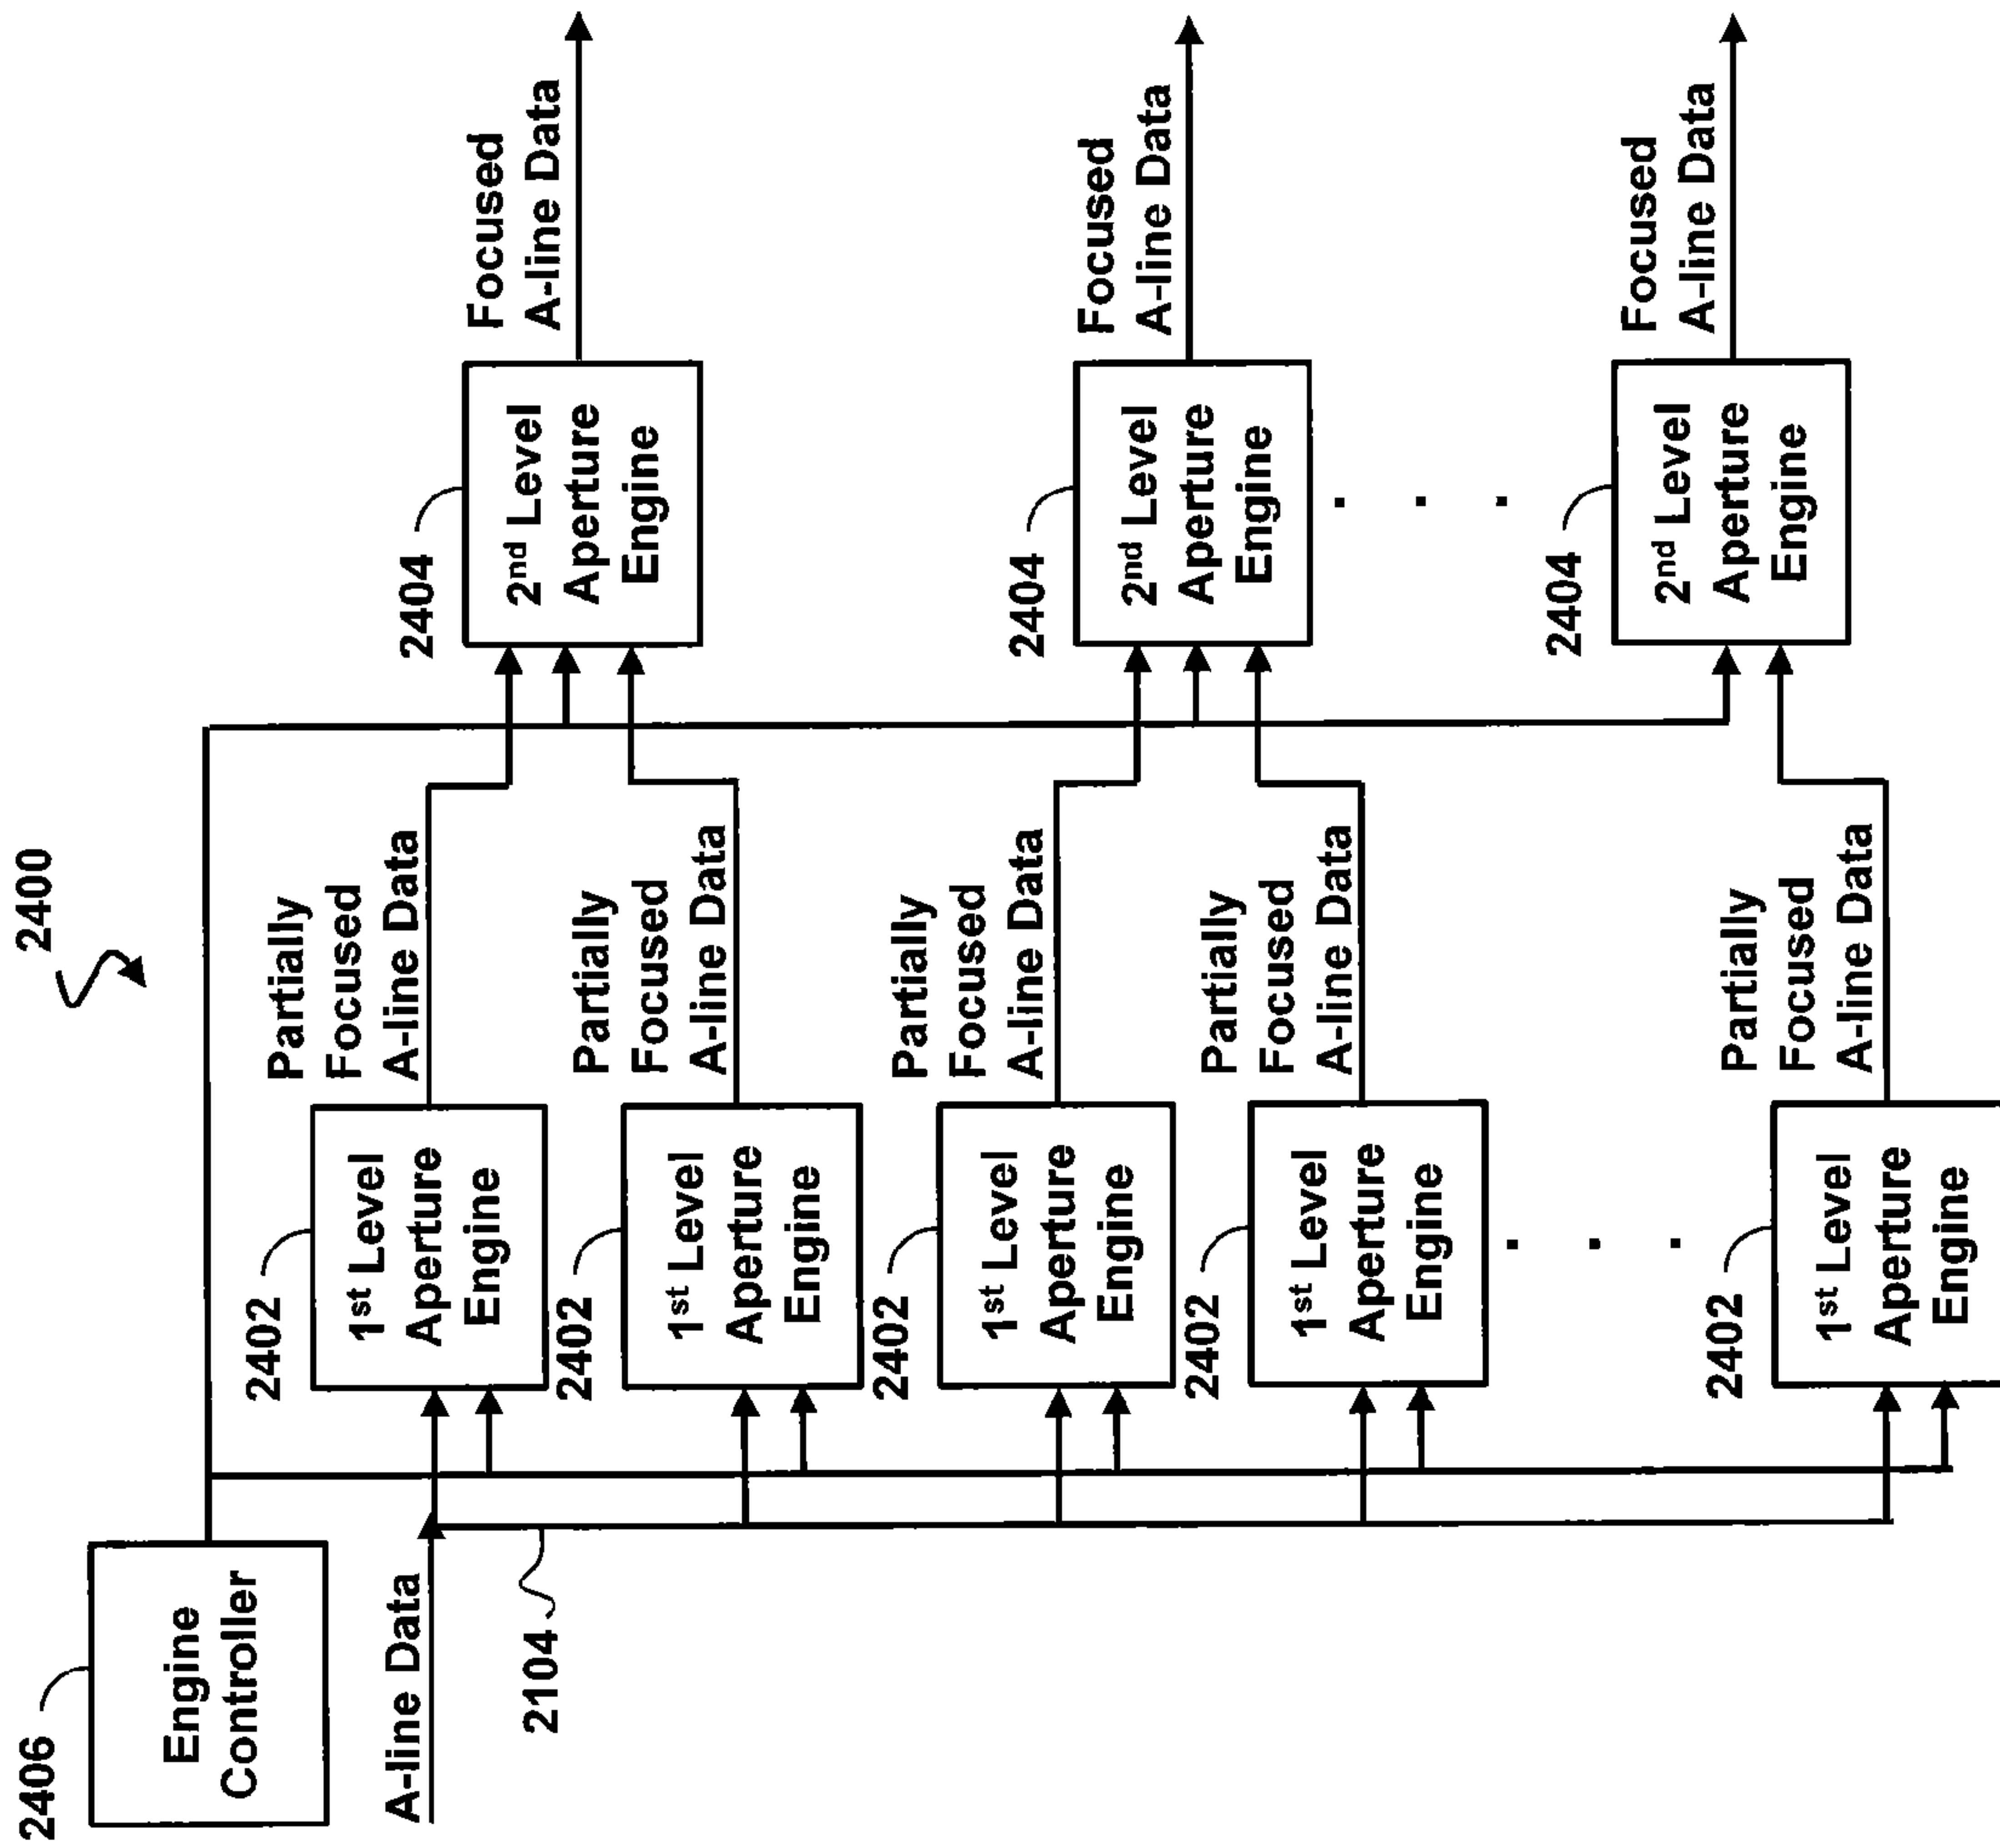 2400
2406
Engine
Controller
A-line Data
2104
2402
1st Level
Aperture
Engine
Partially
Focused
A-line Data
2402
1st Level
Aperture
Engine
Partially
Focused
A-line Data
2402
1st Level
Aperture
Engine
Partially
Focused
A-line Data
2402
1st Level
Aperture
Engine
Partially
Focused
A-line Data
2402
1st Level
Aperture
Engine
Partially
Focused
A-line Data
2404
2nd Level
Aperture
Engine
Focused
A-line Data
2404
2nd Level
Aperture
Engine
Focused
A-line Data
2404
2nd Level
Aperture
Engine
Focused
A-line Data